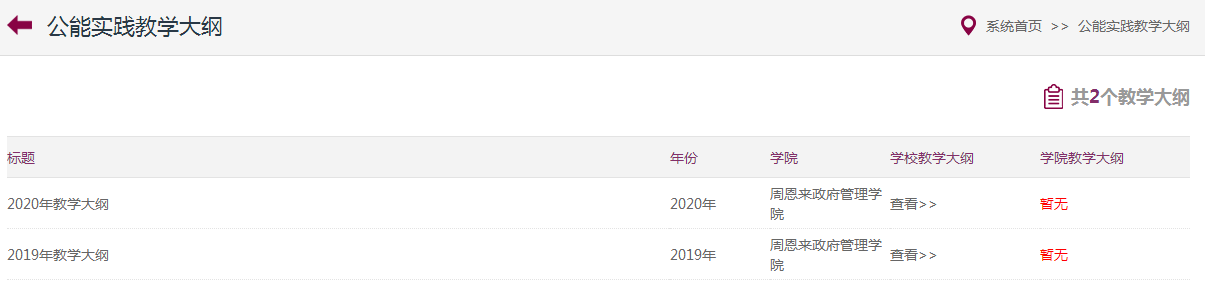 公能实践教学大纲
系统首页 >> 公能实践教学大纲
共2个教学大纲
标题 年份 学院 学校教学大纲 学院教学大纲
2020年教学大纲 2020年 周恩来政府管理学 查看>> 暂无
院
2019年教学大纲 2019年 周恩来政府管理学 查看>> 暂无
院